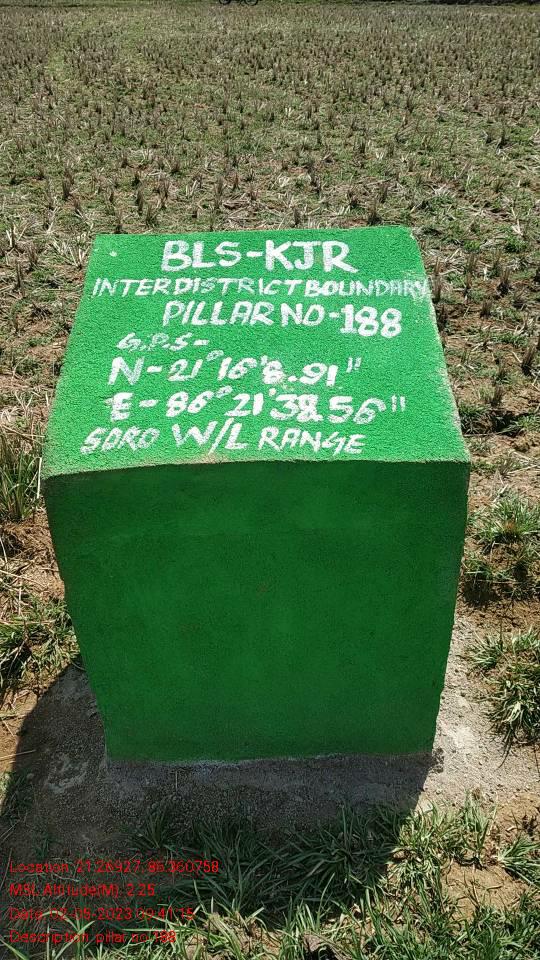 BLS-KJR
INTERDISTRICT BOUNDARY
PILLAR NO-188
G.P.S-
N-21°16'8.91"
E-86°21'38.56"
SORO W/L RANGE
Location: 21.26927, 86.360758
MSL Altitude(M): 2.25
Date: 02-05-2023 09:41:15
Description: pillar no 188